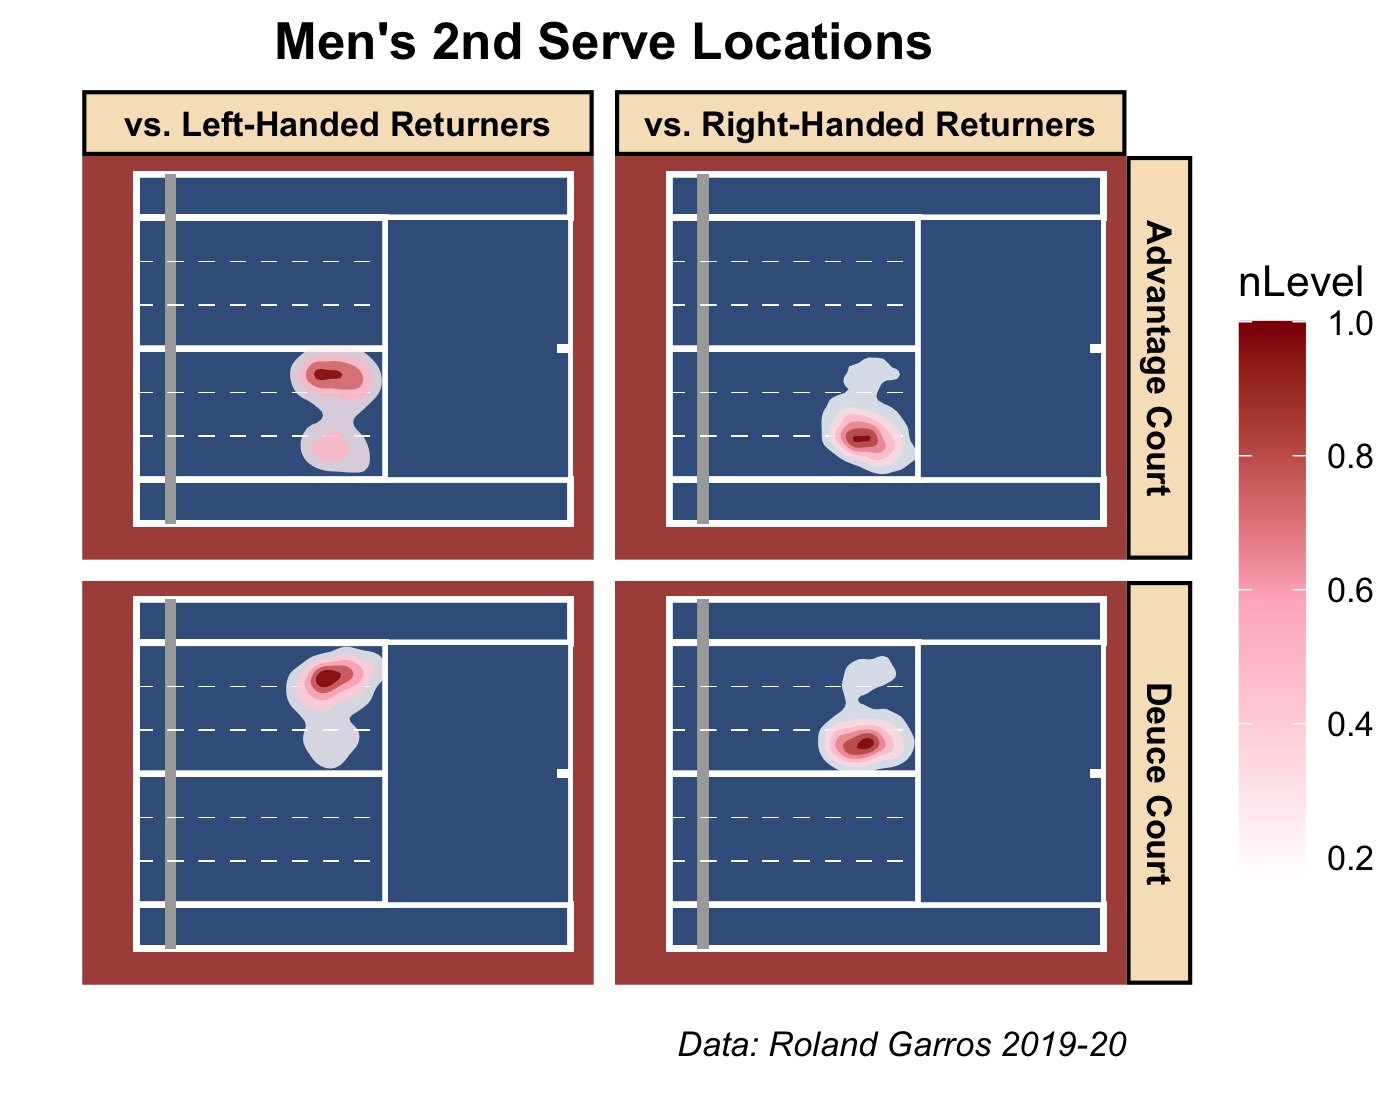 Men's 2nd Serve Locations
vs. Left-Handed Returners
vs. Right-Handed Returners
Advantage Court
Deuce Court
nLevel
1.0
0.8
0.6
0.4
0.2
Data: Roland Garros 2019-20